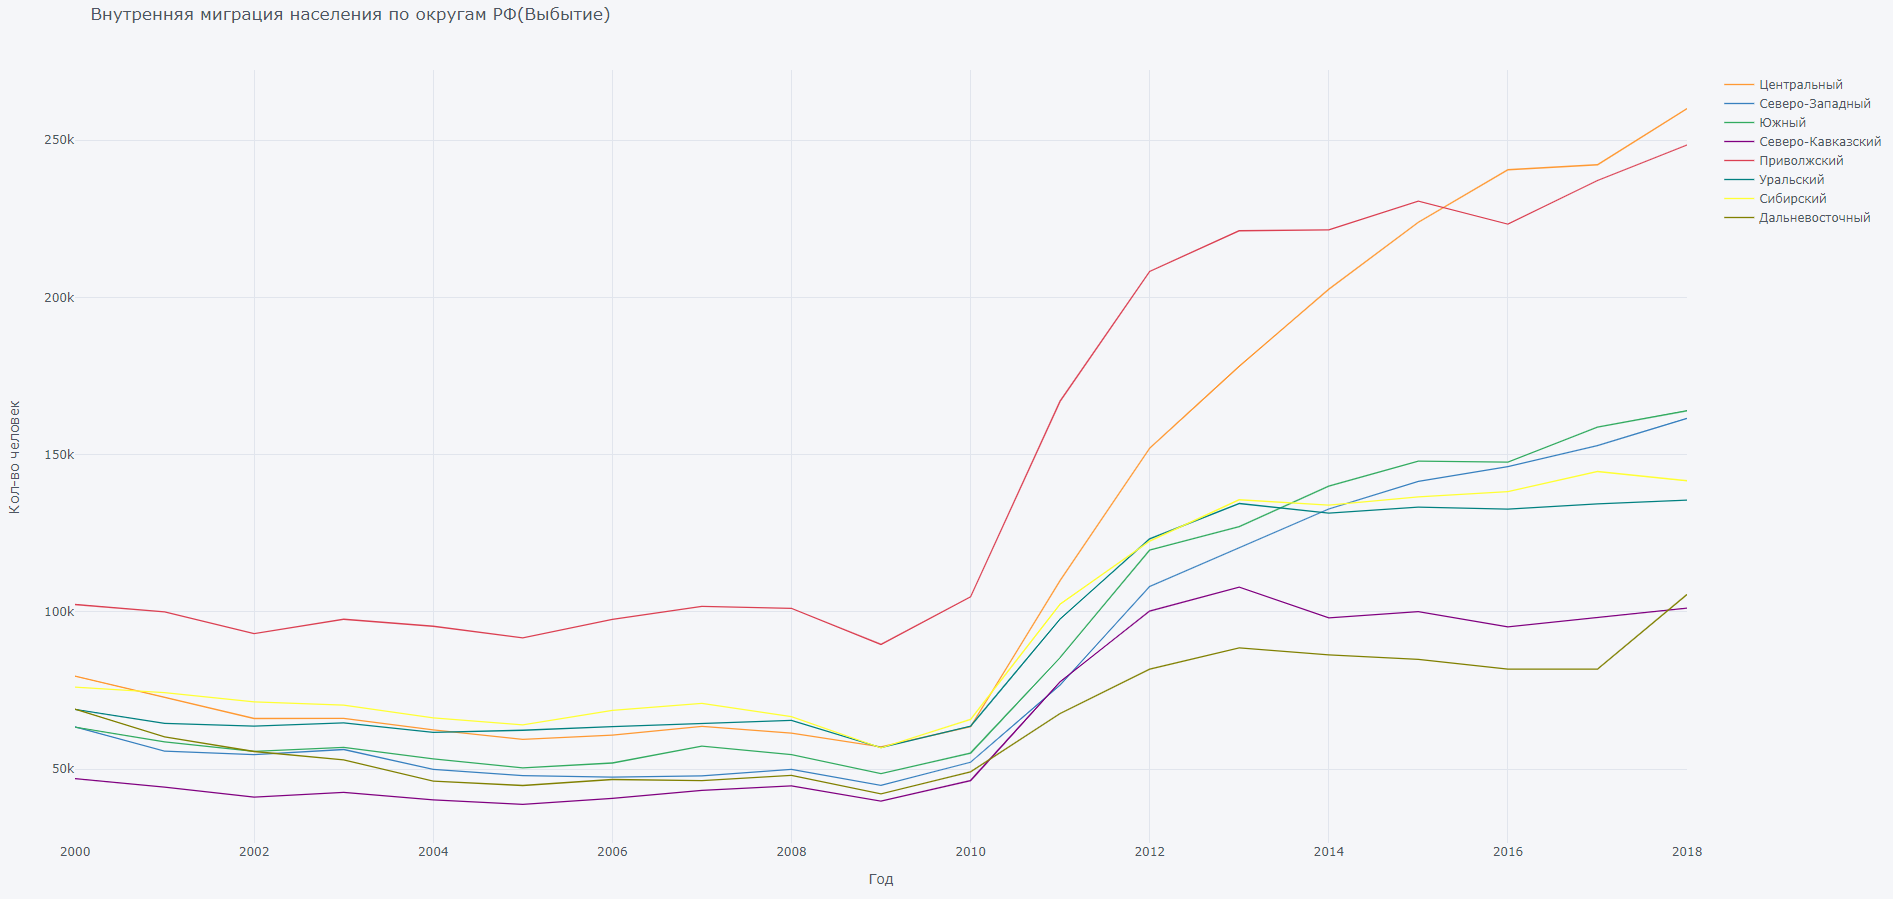 Внутренняя миграция населения по округам РФ(Выбытие)
Центральный
Северо-Западный
Южный
Северо-Кавказский
Приволжский
Уральский
Сибирский
Дальневосточный
250k
200k
150k
100k
50k
Кол-во человек
2000 2002 2004 2006 2008 2010 2012 2014 2016 2018
Год